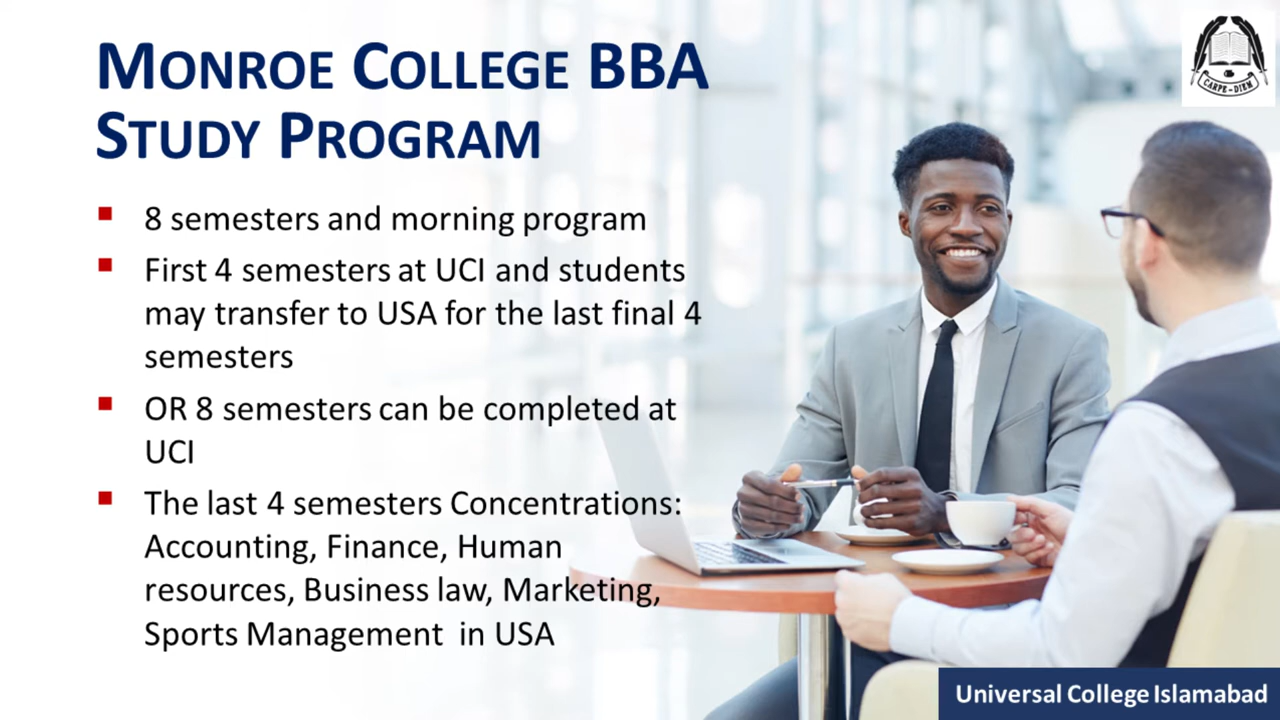 MONROE COLLEGE BBA
STUDY PROGRAM
CARPE-DIEM
8 semesters and morning program
First 4 semesters at UCI and students
may transfer to USA for the last final 4
semesters
OR 8 semesters can be completed at
UCI
The last 4 semesters Concentrations:
Accounting, Finance, Human
resources, Business law, Marketing,
Sports Management in USA
Universal College Islamabad